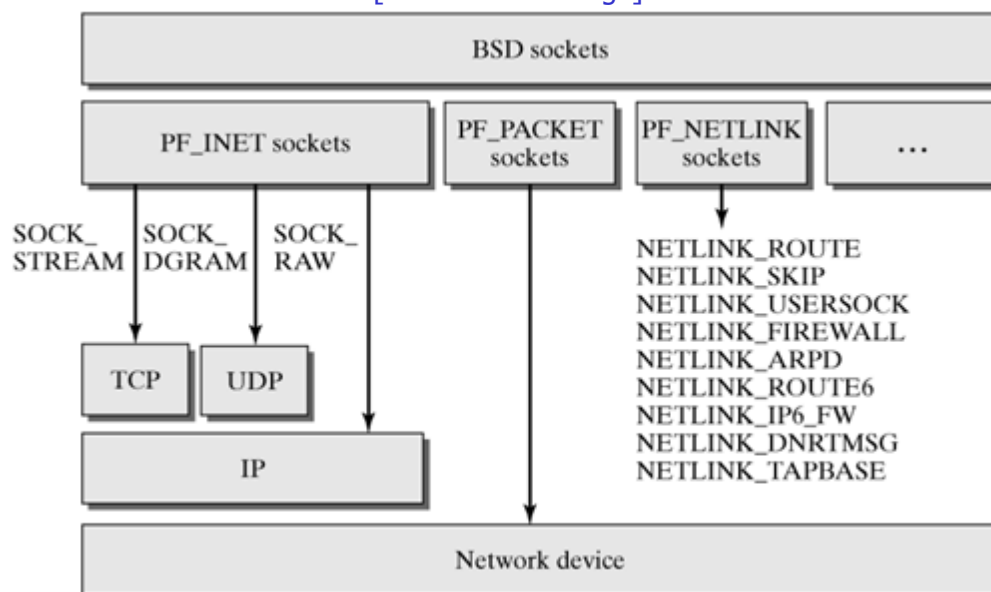 BSD sockets
PF_INET sockets
PF_PACKET
sockets
PF_NETLINK
sockets
...
SOCK_
STREAM
SOCK_
DGRAM
SOCK_
RAW
NETLINK_ROUTE
NETLINK_SKIP
NETLINK_USERSOCK
NETLINK_FIREWALL
NETLINK_ARPD
NETLINK_ROUTE6
NETLINK_IP6_FW
NETLINK_DNRTMSG
NETLINK_TAPBASE
TCP
UDP
IP
Network device